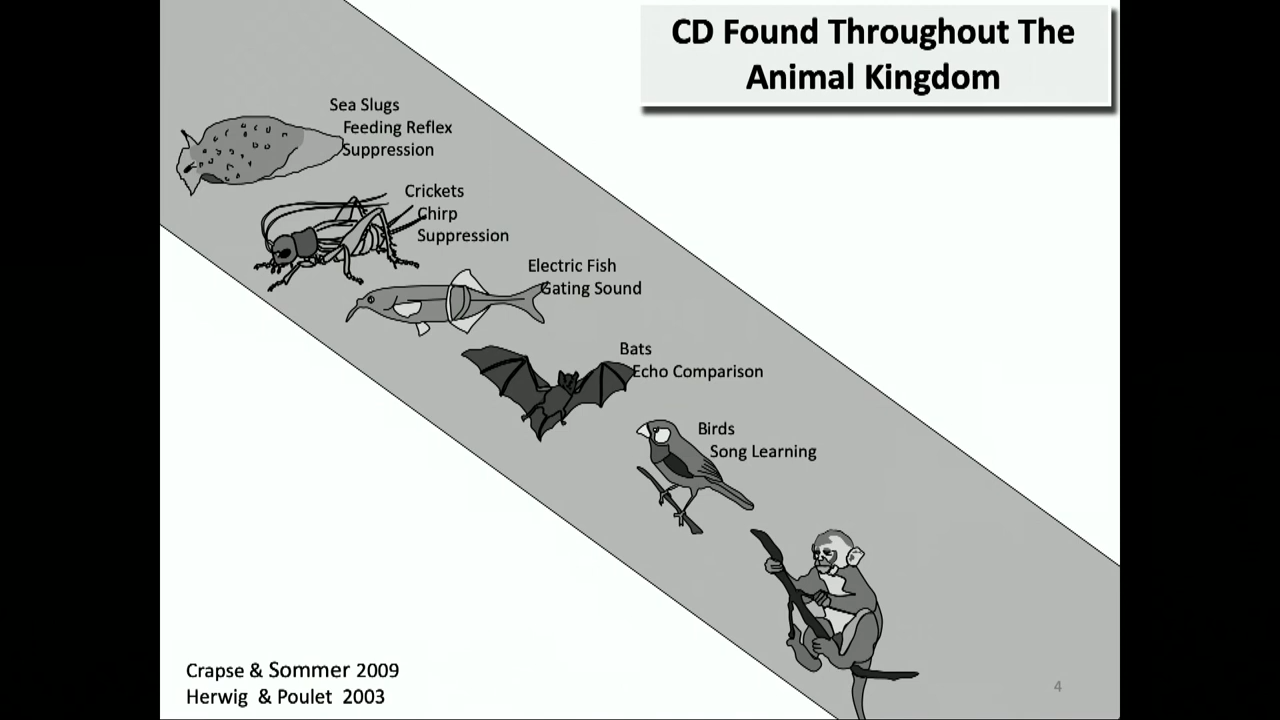 CD Found Throughout The
Animal Kingdom
Sea Slugs
Feeding Reflex
Suppression
Crickets
Chirp
Suppression
Electric Fish
Gating Sound
Bats
Echo Comparison
Birds
Song Learning
Crapse & Sommer 2009
Herwig & Poulet 2003
4